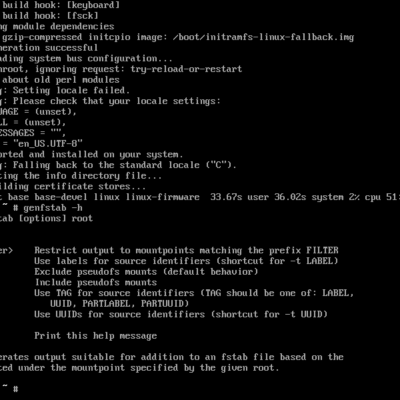 build hook: [keyboard]
build hook: [fsck]
ng module dependencies
gzip-compressed initcpio image: /boot/initramfs-linux-fallback.img
neration successful
ading system bus configuration...
nroot, ignoring request: try-reload-or-restart
about old perl modules
g: Setting locale failed.
g: Please check that your locale settings:
UAGE = (unset),
LL = (unset),
ESSAGES = "",
= "en_US.UTF-8"
orted and installed on your system.
g: Falling back to the standard locale ("C").
ting the info directory file...
ilding certificate stores...
t base base-devel linux linux-firmware 33.67s user 36.02s system 2% cpu 51:
~ # genfstab -h
tab [options] root
er> Restrict output to mountpoints matching the prefix FILTER
Use labels for source identifiers (shortcut for -t LABEL)
Exclude pseudofs mounts (default behavior)
Include pseudofs mounts
Use TAG for source identifiers (TAG should be one of: LABEL,
UUID, PARTLABEL, PARTUUID)
Use UUIDs for source identifiers (shortcut for -t UUID)
Print this help message
erates output suitable for addition to an fstab file based on the
ted under the mountpoint specified by the given root.
~ #